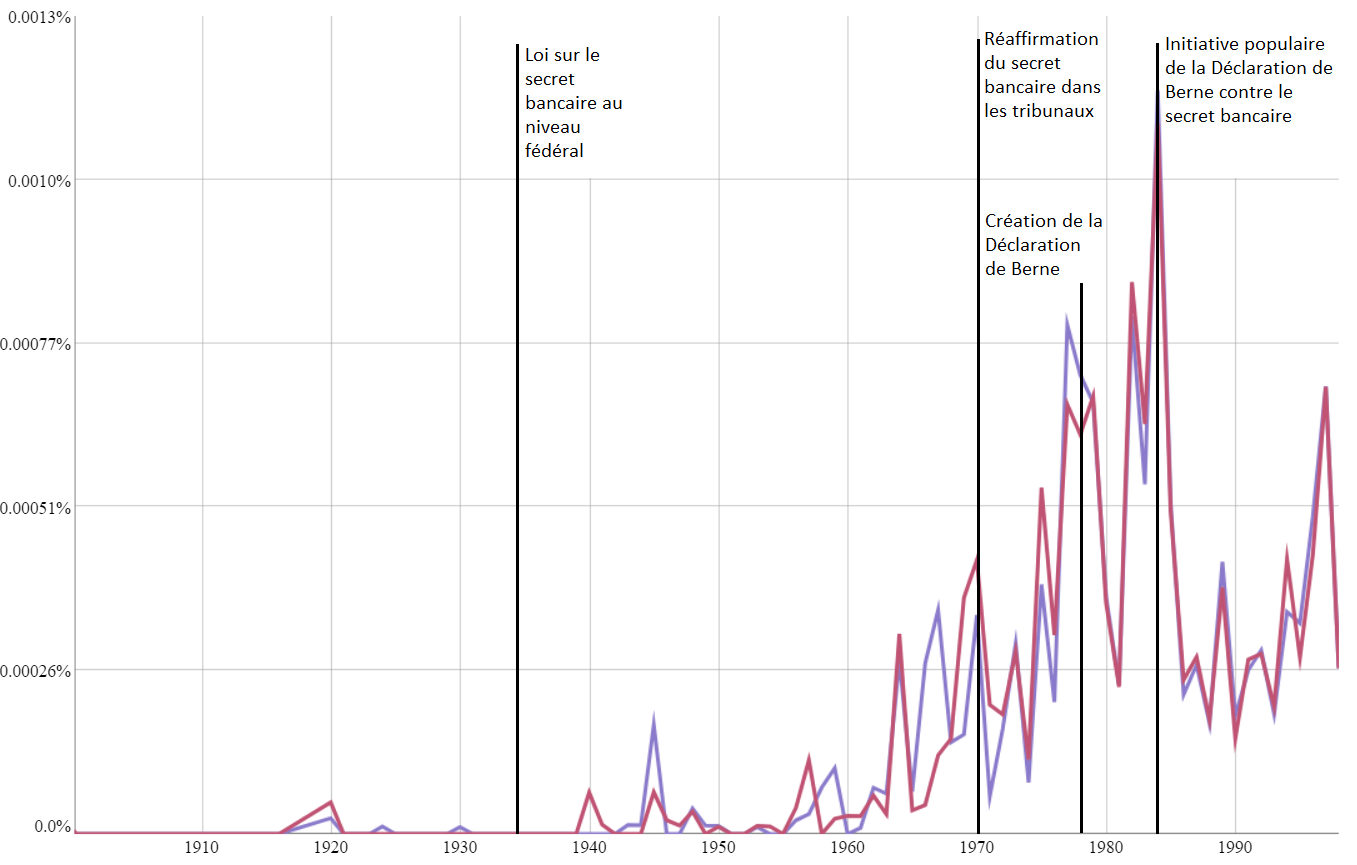 0.0013%
Loi sur le
secret
bancaire au
niveau
fédéral
Réaffirmation
du secret
bancaire dans
les tribunaux
Initiative populaire
de la Déclaration de
Berne contre le
secret bancaire
0.0010%
Création de la
Déclaration
de Berne
0.00077%
0.00051%
0.00026%
0.0%
1910 1920 1930 1940 1950 1960 1970 1980 1990